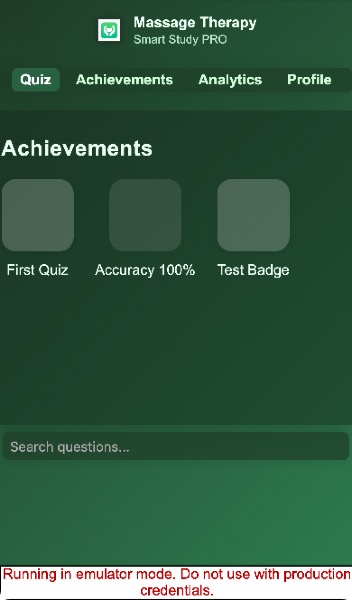 Massage Therapy
Smart Study PRO
Quiz Achievements Analytics Profile
Achievements
First Quiz Accuracy 100% Test Badge
Search questions...
Running in emulator mode. Do not use with production
credentials.